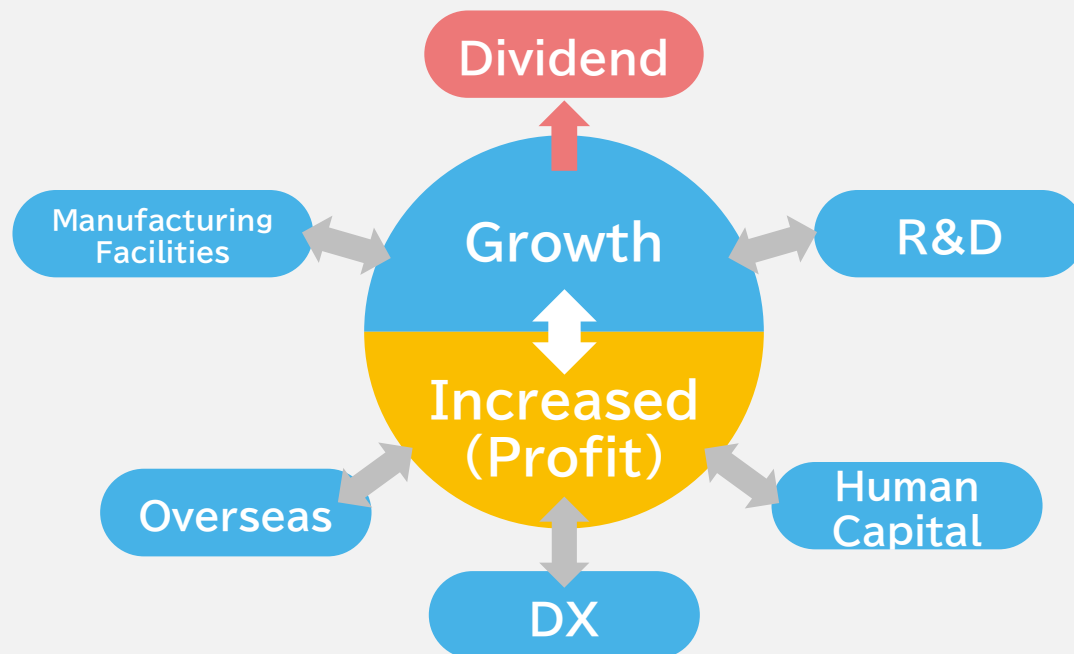 Dividend
Manufacturing
Facilities
Growth
R&D
Increased
(Profit)
Overseas
Human
Capital
DX